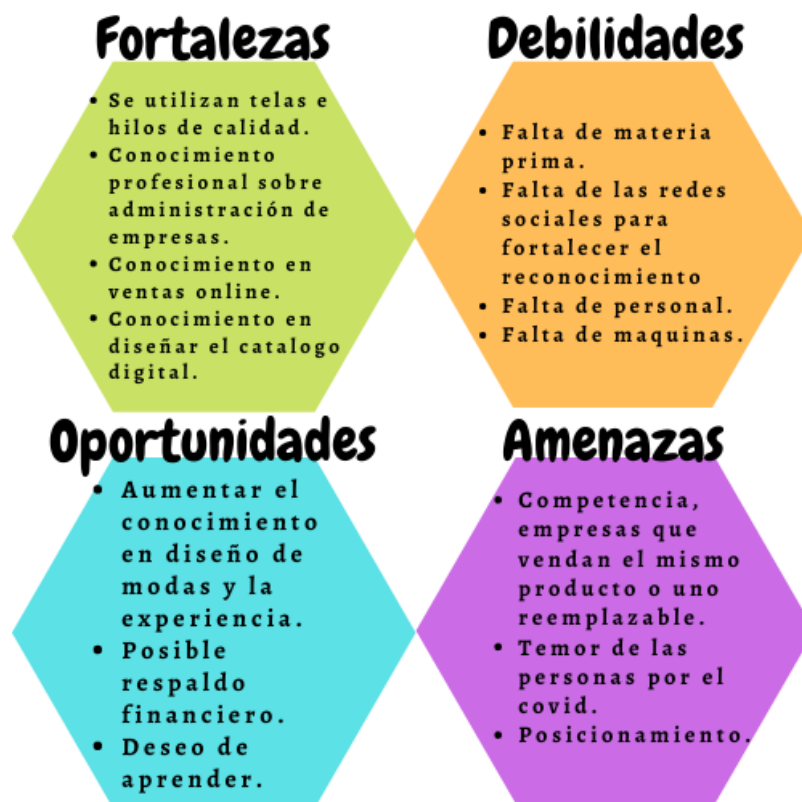 Fortalezas
• Se utilizan telas e
hilos de calidad.
• Conocimiento
profesional sobre
administración de
empresas.
• Conocimiento en
ventas online.
• Conocimiento en
diseñar el catalogo
digital.
Debilidades
• Falta de materia
prima.
• Falta de las redes
sociales para
fortalecer el
reconocimiento
• Falta de personal.
• Falta de maquinas.
Oportunidades
• Aumentar el
conocimiento
en diseño de
modas y la
experiencia.
• Posible
respaldo
financiero.
• Deseo de
aprender.
Amenazas
• Competencia,
empresas que
vendan el mismo
producto o uno
reemplazable.
• Temor de las
personas por el
covid.
• Posicionamiento.